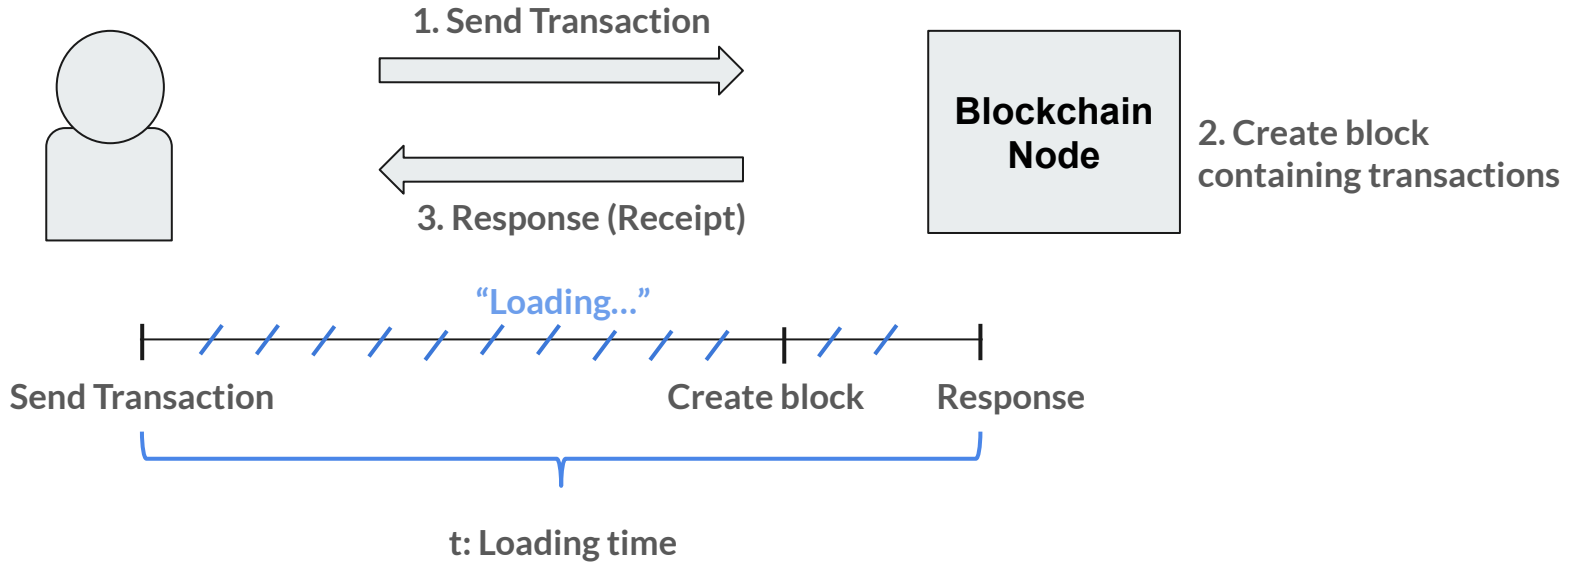 1. Send Transaction
Blockchain
Node
2. Create block
containing transactions
3. Response (Receipt)
“Loading...”
Send Transaction
Create block
Response
t: Loading time